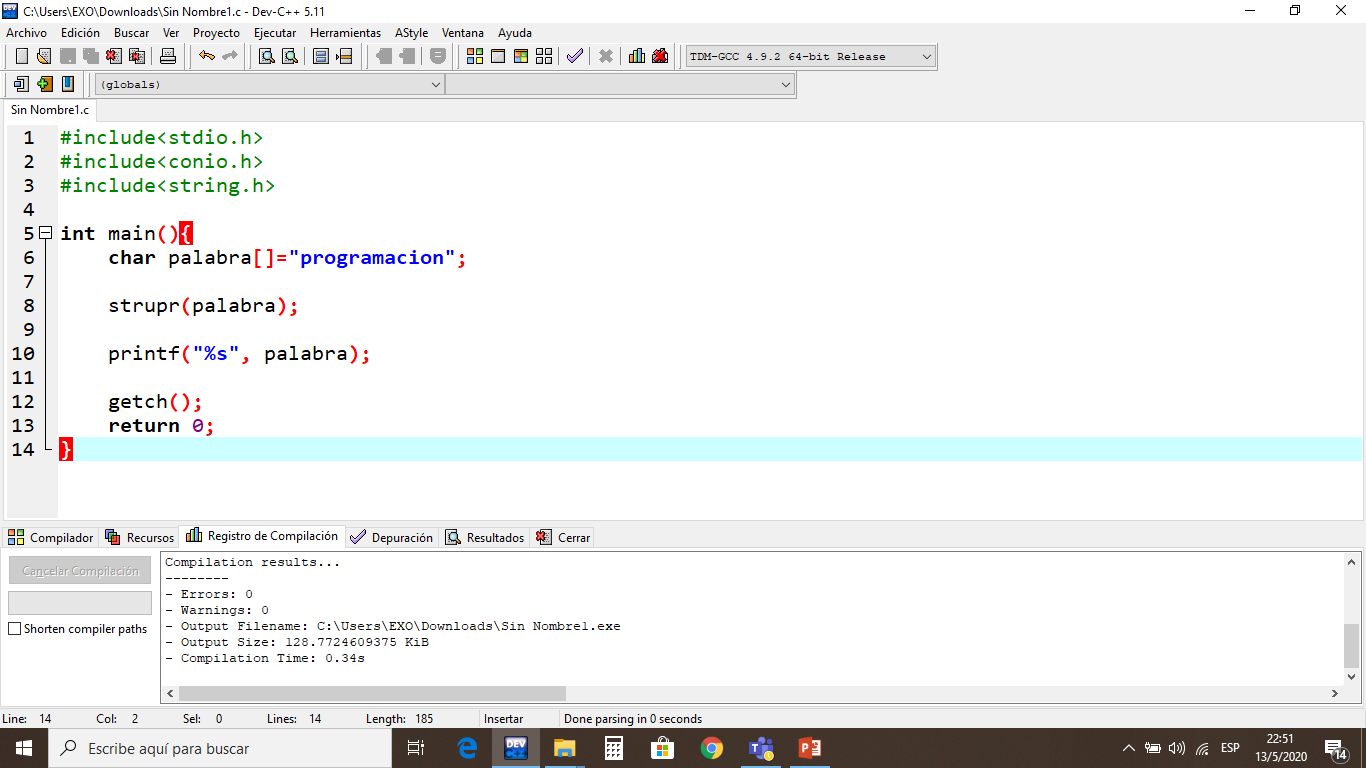 C:\Users\EXO\Downloads\Sin Nombre1.c - Dev-C++ 5.11
Archivo Edición Buscar Ver Proyecto Ejecutar Herramientas AStyle Ventana Ayuda
TDM-GCC 4.9.2 64-bit Release
(globals)
Sin Nombre1.c
1 #include<stdio.h>
2 #include<conio.h>
3 #include<string.h>
4
5 int main(){
6 char palabra[]="programacion";
7
8 strupr(palabra);
9
10 printf("%s", palabra);
11
12 getch();
13 return 0;
14 }
Compilador Recursos Registro de Compilación Depuración Resultados Cerrar
Cancelar Compilación
Shorten compiler paths
Compilation results...
--------
- Errors: 0
- Warnings: 0
- Output Filename: C:\Users\EXO\Downloads\Sin Nombre1.exe
- Output Size: 128.7724609375 KiB
- Compilation Time: 0.34s
Line: 14 Col: 2 Sel: 0 Lines: 14 Length: 185 Insertar Done parsing in 0 seconds
Escribe aquí para buscar
DEV
ESP
22:51
13/5/2020
14